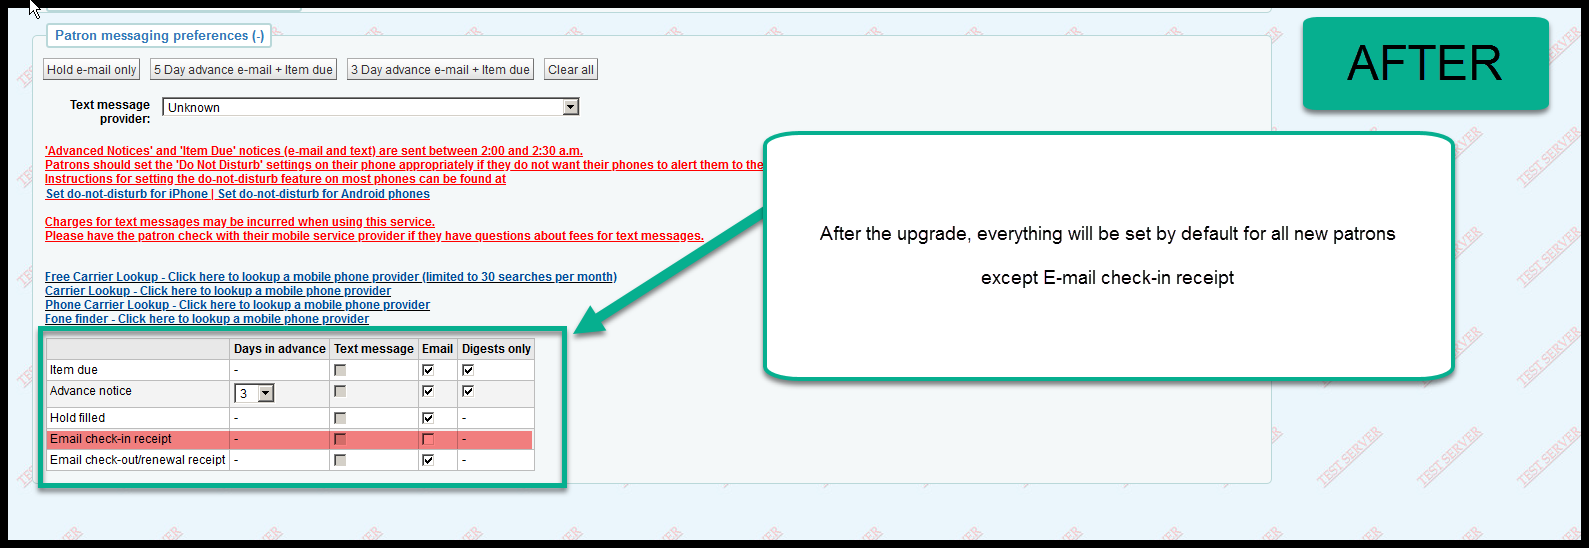 Patron messaging preferences (-)
AFTER
Hold e-mail only 5 Day advance e-mail + Item due 3 Day advance e-mail + Item due Clear all
Text message provider: Unknown
'Advanced Notices' and 'Item Due' notices (e-mail and text) are sent between 2:00 and 2:30 a.m.
Patrons should set the 'Do Not Disturb' settings on their phone appropriately if they do not want their phones to alert them to the
Instructions for setting the do-not-disturb feature on most phones can be found at
Set do-not-disturb for iPhone | Set do-not-disturb for Android phones
Charges for text messages may be incurred when using this service.
Please have the patron check with their mobile service provider if they have questions about fees for text messages.
After the upgrade, everything will be set by default for all new patrons
except E-mail check-in receipt
Free Carrier Lookup - Click here to lookup a mobile phone provider (limited to 30 searches per month)
Carrier Lookup - Click here to lookup a mobile phone provider
Phone Carrier Lookup - Click here to lookup a mobile phone provider
Fone finder - Click here to lookup a mobile phone provider
Days in advance Text message Email Digests only
Item due -
Advance notice 3
Hold filled - -
Email check-in receipt - -
Email check-out/renewal receipt - -
TEST SERVER